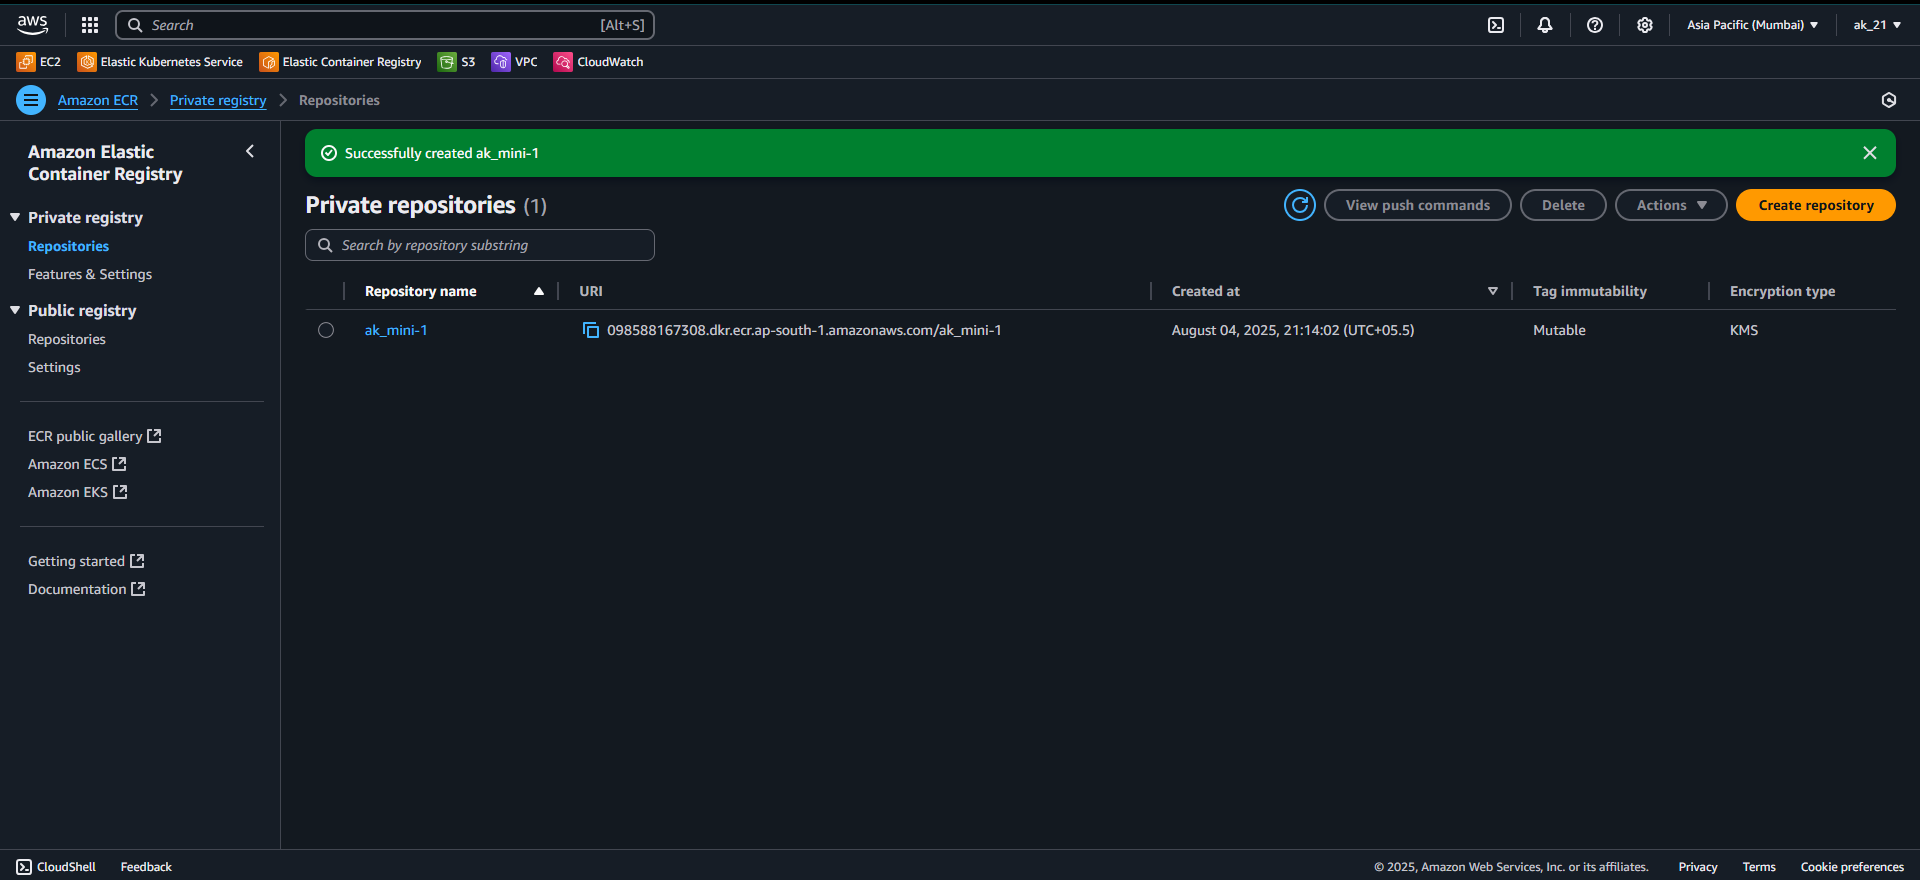 aws
Search [Alt+S]
Asia Pacific (Mumbai)
ak_21
EC2 Elastic Kubernetes Service Elastic Container Registry S3 VPC CloudWatch
Amazon ECR Private registry Repositories
Amazon Elastic
Container Registry
Private registry
Repositories
Features & Settings
Public registry
Repositories
Settings
ECR public gallery
Amazon ECS
Amazon EKS
Getting started
Documentation
Successfully created ak_mini-1
Private repositories (1)
View push commands
Delete
Actions
Create repository
Search by repository substring
Repository name URI Created at Tag immutability Encryption type
ak_mini-1 098588167308.dkr.ecr.ap-south-1.amazonaws.com/ak_mini-1 August 04, 2025, 21:14:02 (UTC+05.5) Mutable KMS
CloudShell Feedback
© 2025, Amazon Web Services, Inc. or its affiliates. Privacy Terms Cookie preferences